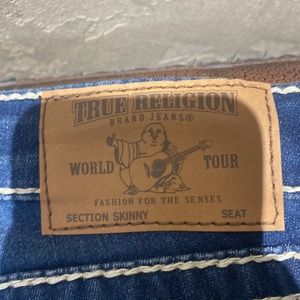 TRUE RELIGION
BRAND JEANS®
WORLD TOUR
FASHION FOR THE SENSES
SECTION SKINNY SEAT